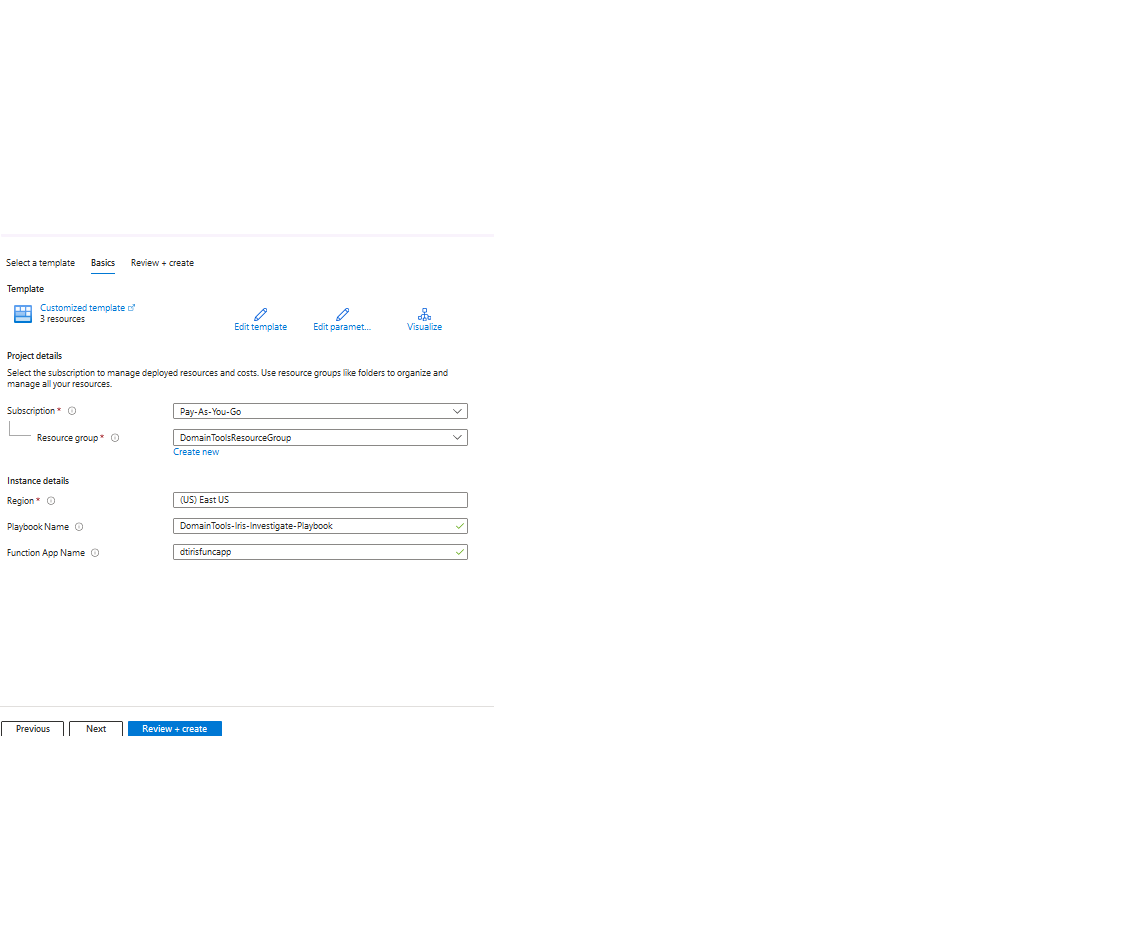 Select a template Basics Review + create
Template
Customized template
3 resources
Edit template Edit paramet... Visualize
Project details
Select the subscription to manage deployed resources and costs. Use resource groups like folders to organize and
manage all your resources.
Subscription * Pay-As-You-Go
Resource group * DomainToolsResourceGroup
Create new
Instance details
Region * (US) East US
Playbook Name DomainTools-Iris-Investigate-Playbook
Function App Name dtirisfuncapp
Previous Next Review + create